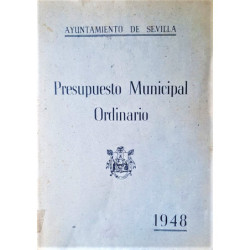 AYUNTAMIENTO DE SEVILLA
Presupuesto Municipal
Ordinario
1948